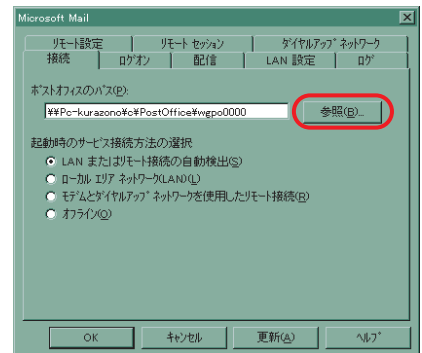 Microsoft Mail
ﾘﾓｰﾄ設定 ﾘﾓｰﾄ ｾｯｼｮﾝ ﾀﾞｲﾔﾙｱｯﾌﾟ ﾈｯﾄﾜｰｸ
接続 ﾛｸﾞｵﾝ 配信 LAN 設定 ﾛｸﾞ
ﾎﾟｽﾄｵﾌｨｽのﾊﾟｽ(P):
¥¥Pc-kurazono¥c¥PostOffice¥wgpo0000 参照(B)...
起動時のｻｰﾋﾞｽ接続方法の選択
LAN またはﾘﾓｰﾄ接続の自動検出(S)
ﾛｰｶﾙ ｴﾘｱ ﾈｯﾄﾜｰｸ(LAN)(L)
ﾓﾃﾞﾑとﾀﾞｲﾔﾙｱｯﾌﾟ ﾈｯﾄﾜｰｸを使用したﾘﾓｰﾄ接続(R)
ｵﾌﾗｲﾝ(O)
OK ｷｬﾝｾﾙ 更新(A) ﾍﾙﾌﾟ